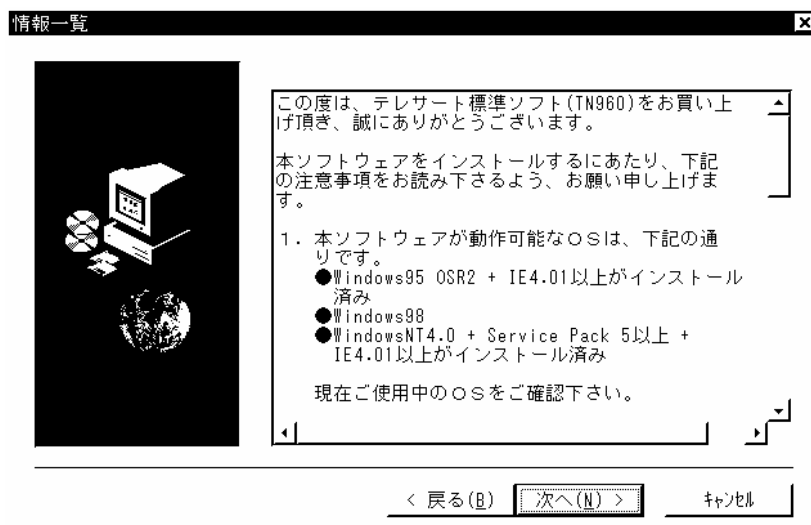 情報一覧
この度は、テレサート標準ソフト(TN960)をお買い上
げ頂き、誠にありがとうございます。
本ソフトウェアをインストールするにあたり、下記
の注意事項をお読み下さるよう、お願い申し上げま
す。
１．本ソフトウェアが動作可能なＯＳは、下記の通
りです。
●Windows95 OSR2 + IE4.01以上がインストール
済み
●Windows98
●WindowsNT4.0 + Service Pack 5以上 +
IE4.01以上がインストール済み
現在ご使用中のＯＳをご確認下さい。
< 戻る(B) 次へ(N) > ｷｬﾝｾﾙ